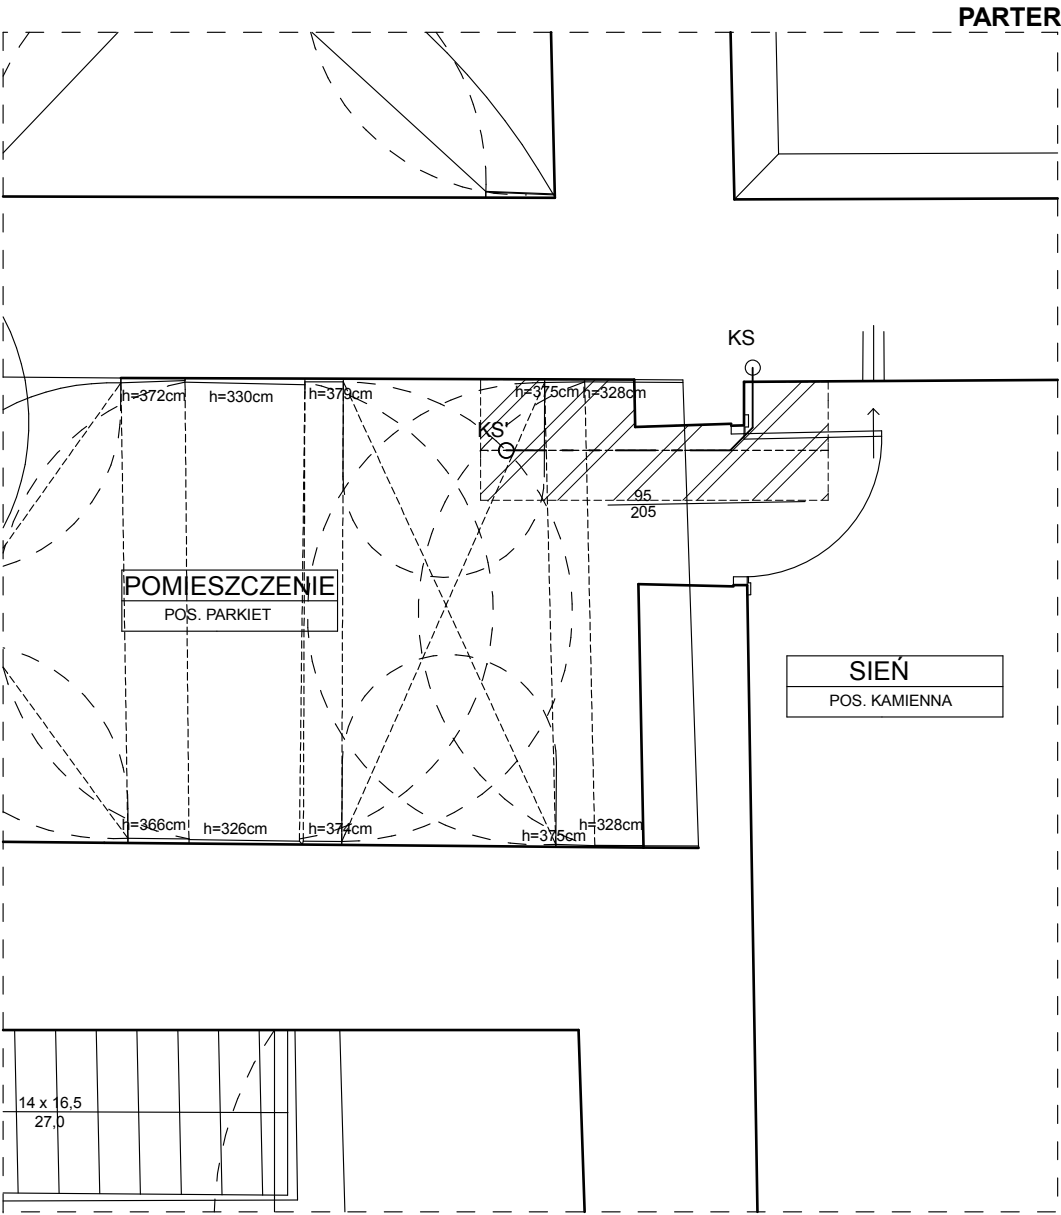 PARTER
KS
h=372cm
h=330cm
h=379cm
h=375cm
h=328cm
KS'
95
205
POMIESZCZENIE
POS. PARKIET
SIEŃ
POS. KAMIENNA
h=366cm
h=326cm
h=374cm
h=375cm
h=328cm
14 x 16,5
27,0